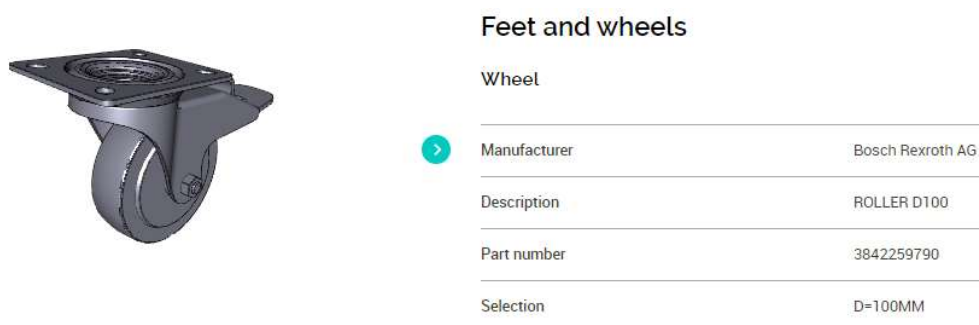 Feet and wheels
Wheel
Manufacturer Bosch Rexroth AG
Description ROLLER D100
Part number 3842259790
Selection D=100MM